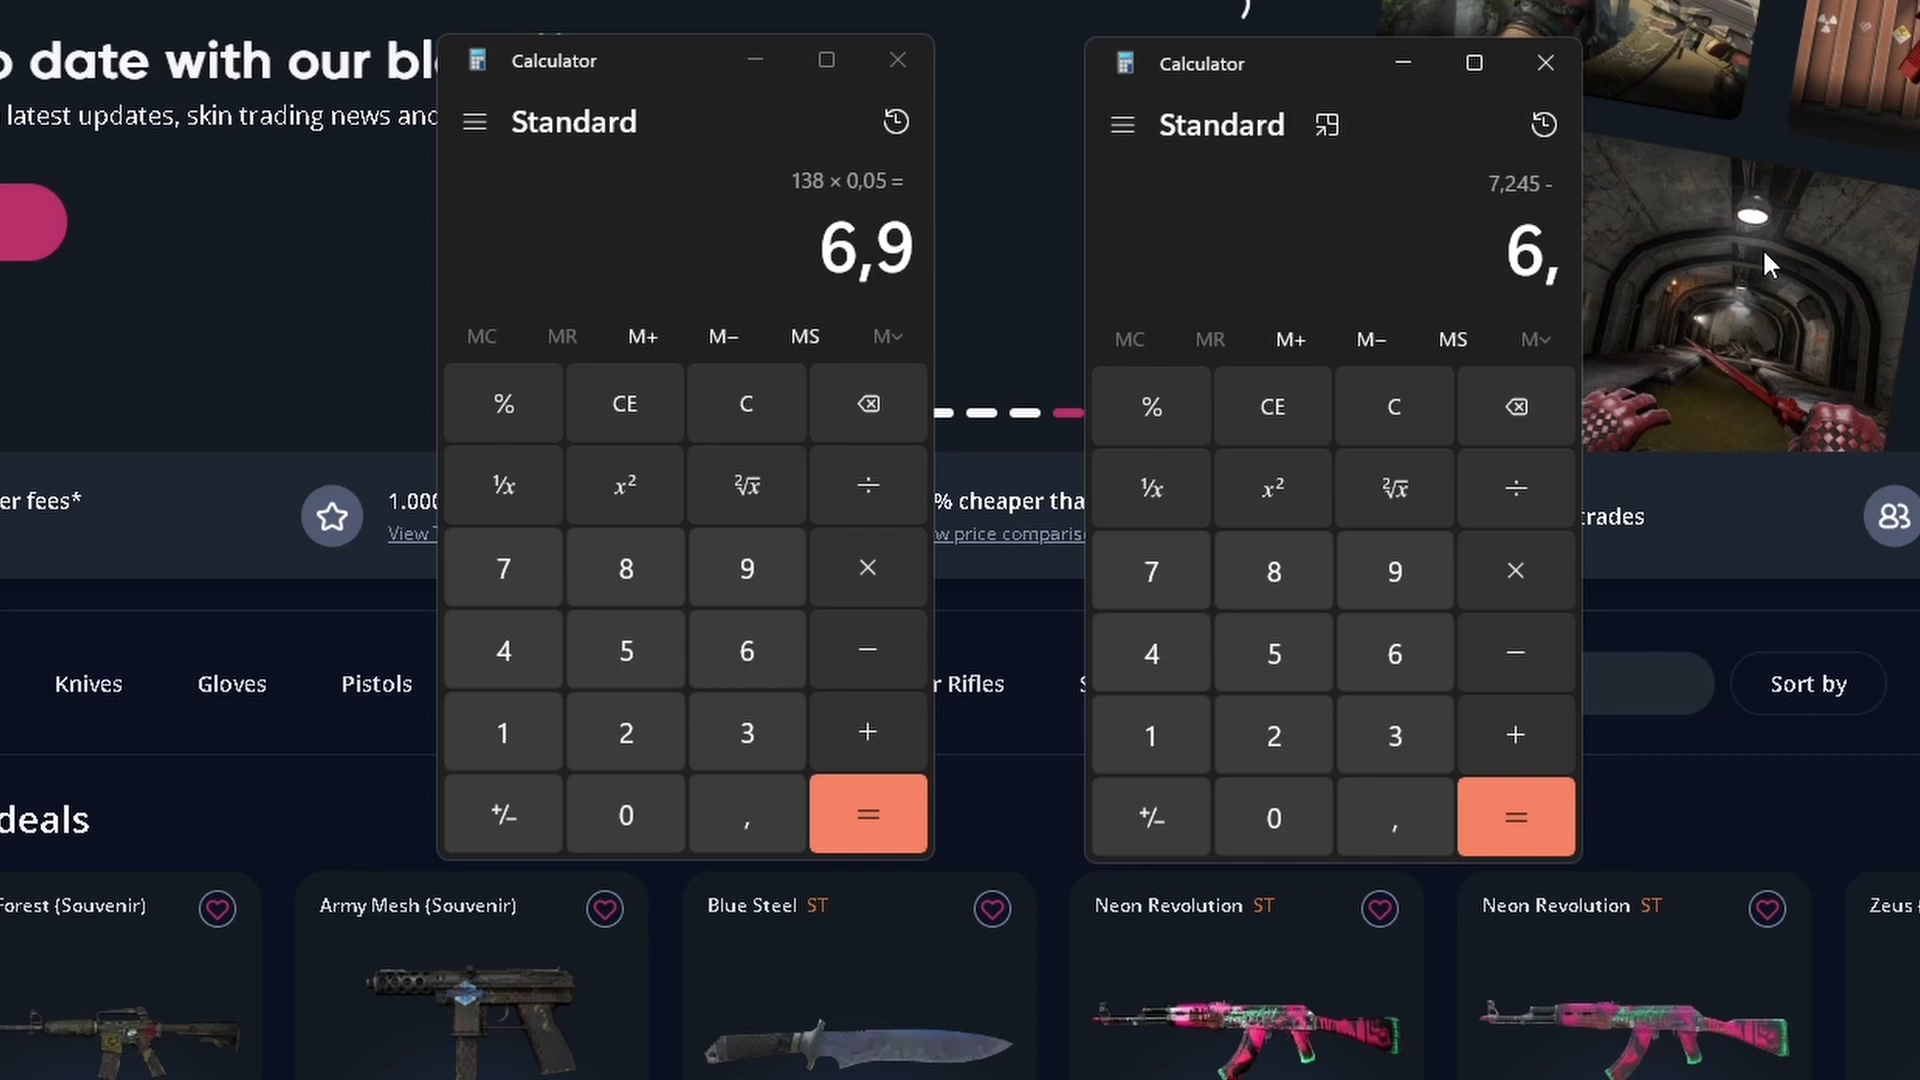 o date with our bl
latest updates, skin trading news and
Calculator
Standard
138 × 0,05 =
6,9
MC MR M+ M− MS M
% CE C
¹/x x² ²√x ÷
7 8 9 ×
4 5 6 −
1 2 3 +
+/− 0 , =
Calculator
Standard
7,245 -
6,
MC MR M+ M− MS M
% CE C
¹/x x² ²√x ÷
7 8 9 ×
4 5 6 −
1 2 3 +
+/− 0 , =
er fees*
1.000
View
% cheaper tha
w price comparis
trades
Knives Gloves Pistols r Rifles S Sort by
deals
Forest (Souvenir)
Army Mesh (Souvenir)
Blue Steel ST
Neon Revolution ST
Neon Revolution ST
Zeus